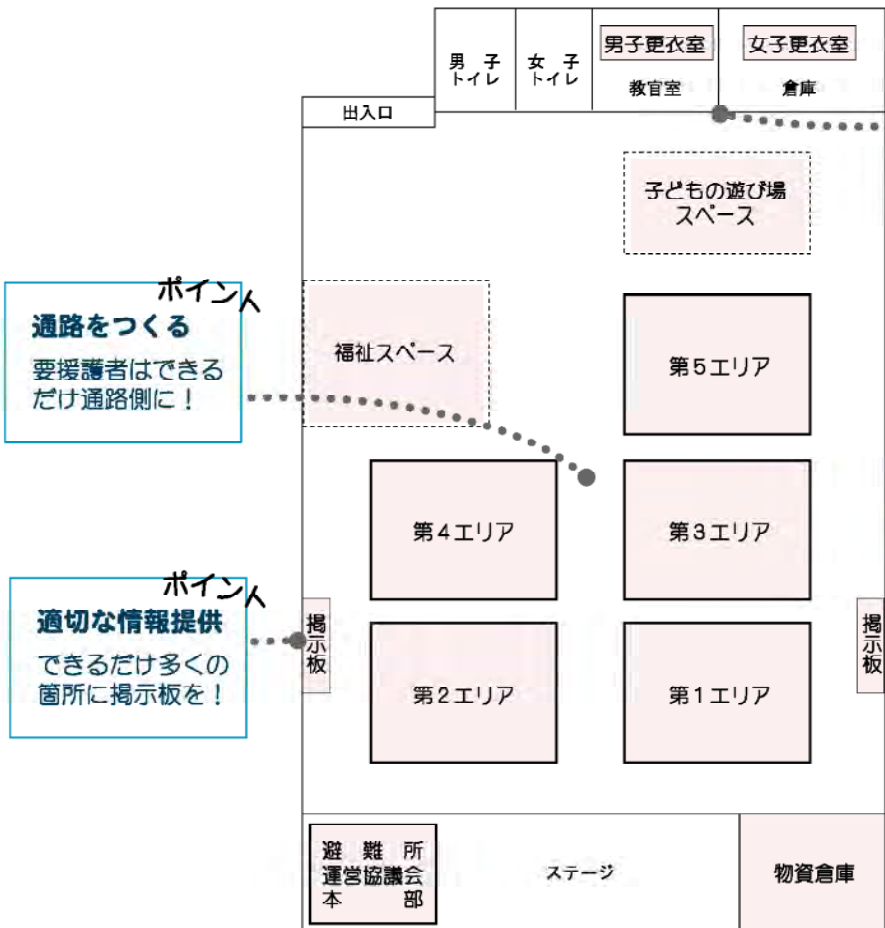 男 子
トイレ
女 子
トイレ
男子更衣室
教官室
女子更衣室
倉庫
出入口
子どもの遊び場
スペース
ポイント
通路をつくる
要援護者はできる
だけ通路側に！
福祉スペース
第５エリア
第４エリア
第３エリア
ポイント
適切な情報提供
できるだけ多くの
箇所に掲示板を！
掲示板
第２エリア
第１エリア
掲示板
避 難 所
運営協議会
本 部
ステージ
物資倉庫